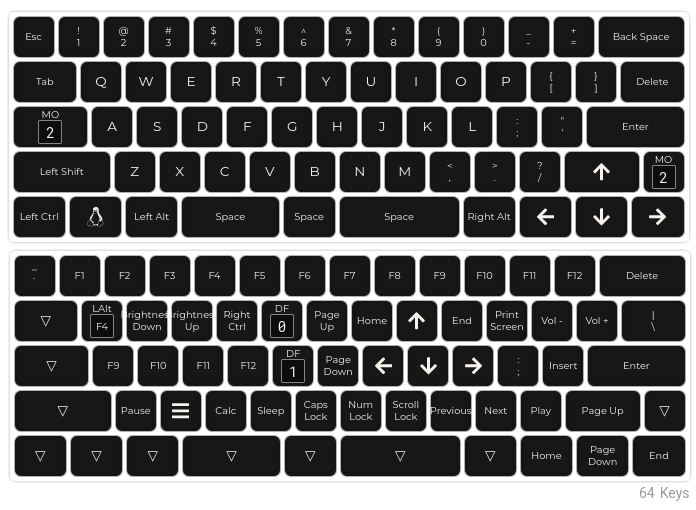 Esc ! 1 @ 2 # 3 $ 4 % 5 ^ 6 & 7 * 8 ( 9 ) 0 _ - + = Back Space
Tab Q W E R T Y U I O P { [ } ] Delete
MO 2 A S D F G H J K L : ; " ' Enter
Left Shift Z X C V B N M < , > . ? / ↑ MO 2
Left Ctrl Left Alt Space Space Space Right Alt ← ↓ →
~ ` F1 F2 F3 F4 F5 F6 F7 F8 F9 F10 F11 F12 Delete
▽ LAlt F4 Brightness Down Brightness Up Right Ctrl DF 0 Page Up Home ↑ End Print Screen Vol - Vol + | \
▽ F9 F10 F11 F12 DF 1 Page Down ← ↓ → : ; Insert Enter
▽ Pause ☰ Calc Sleep Caps Lock Num Lock Scroll Lock Previous Next Play Page Up ▽
▽ ▽ ▽ ▽ ▽ ▽ ▽ Home Page Down End
64 Keys